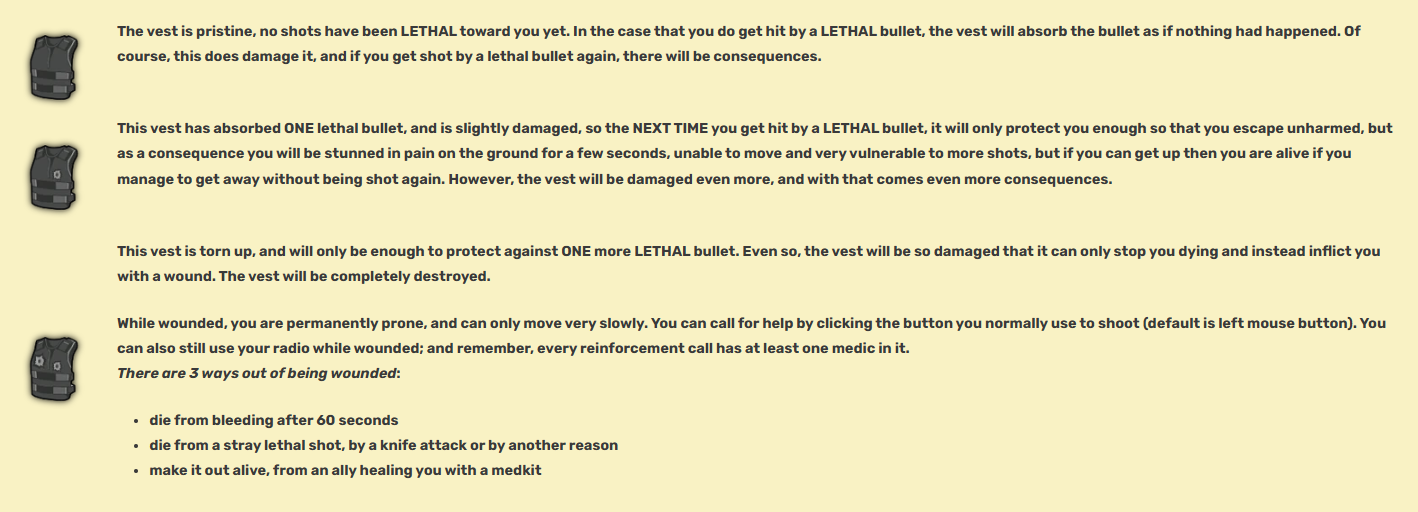 The vest is pristine, no shots have been LETHAL toward you yet. In the case that you do get hit by a LETHAL bullet, the vest will absorb the bullet as if nothing had happened. Of
course, this does damage it, and if you get shot by a lethal bullet again, there will be consequences.
This vest has absorbed ONE lethal bullet, and is slightly damaged, so the NEXT TIME you get hit by a LETHAL bullet, it will only protect you enough so that you escape unharmed, but
as a consequence you will be stunned in pain on the ground for a few seconds, unable to move and very vulnerable to more shots, but if you can get up then you are alive if you
manage to get away without being shot again. However, the vest will be damaged even more, and with that comes even more consequences.
This vest is torn up, and will only be enough to protect against ONE more LETHAL bullet. Even so, the vest will be so damaged that it can only stop you dying and instead inflict you
with a wound. The vest will be completely destroyed.
While wounded, you are permanently prone, and can only move very slowly. You can call for help by clicking the button you normally use to shoot (default is left mouse button). You
can also still use your radio while wounded; and remember, every reinforcement call has at least one medic in it.
There are 3 ways out of being wounded:
• die from bleeding after 60 seconds
• die from a stray lethal shot, by a knife attack or by another reason
• make it out alive, from an ally healing you with a medkit